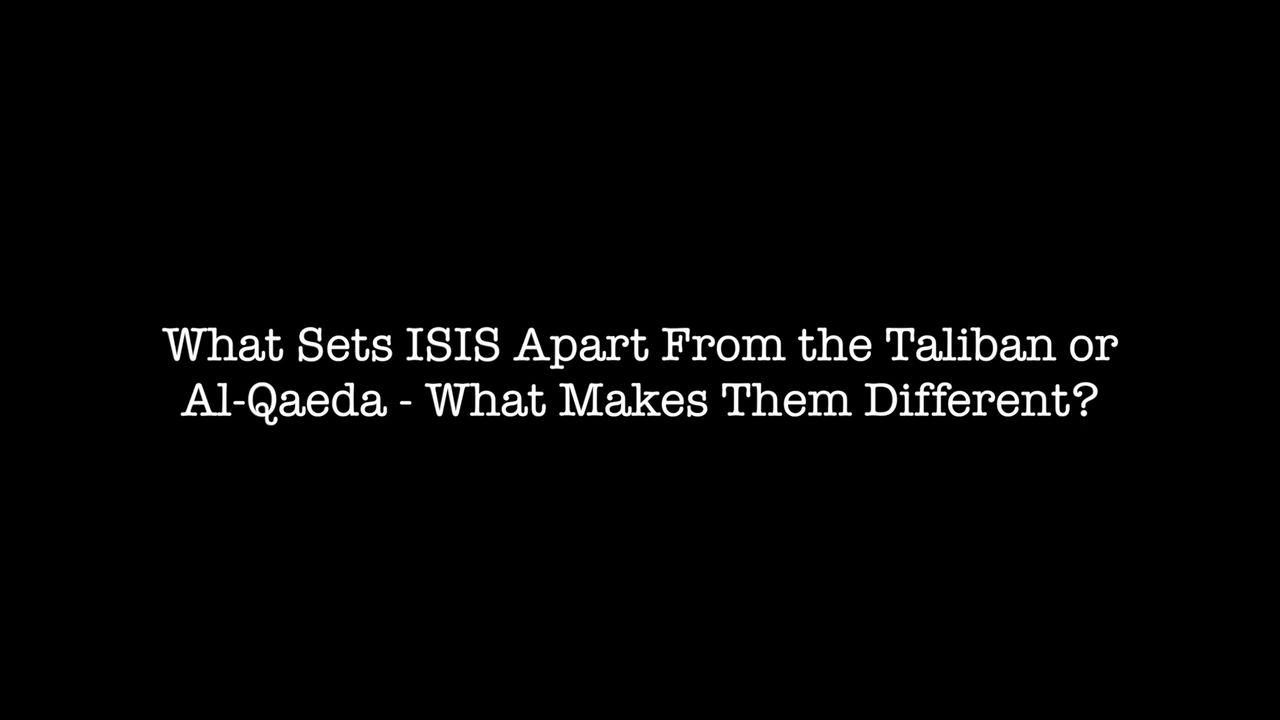 What Sets ISIS Apart From the Taliban or
Al-Qaeda - What Makes Them Different?